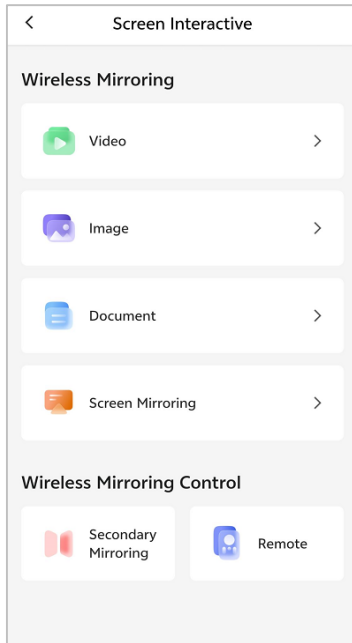 Screen Interactive
Wireless Mirroring
Video
Image
Document
Screen Mirroring
Wireless Mirroring Control
Secondary
Mirroring
Remote